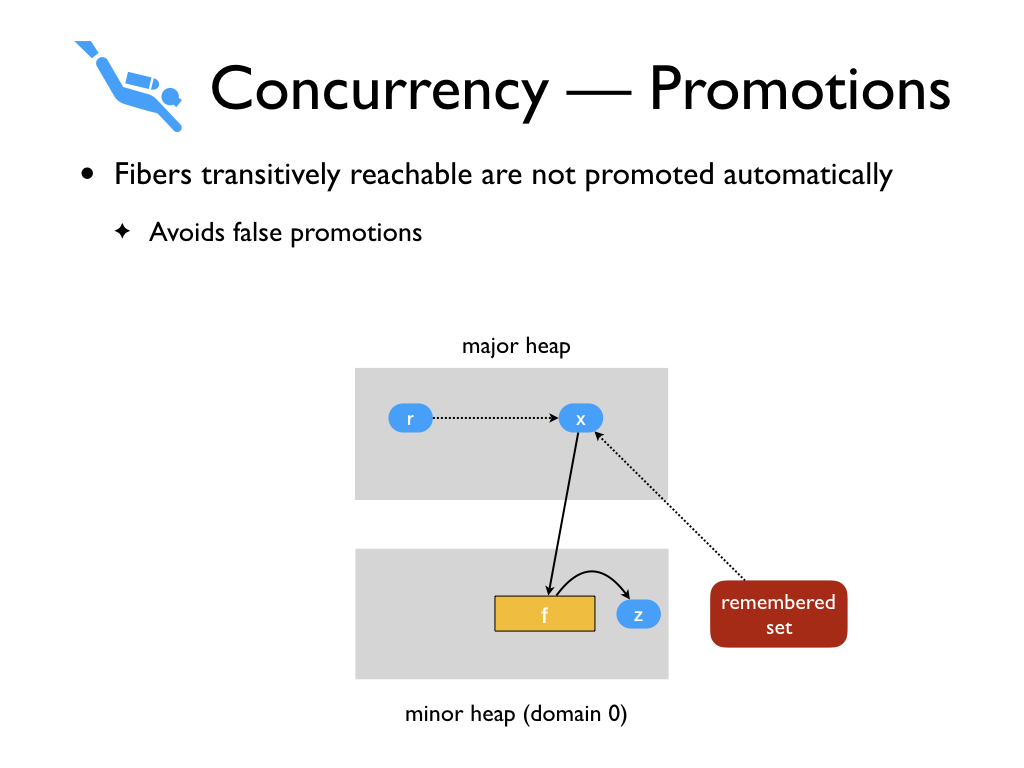 Concurrency — Promotions
• Fibers transitively reachable are not promoted automatically
✦ Avoids false promotions
major heap
r
x
f
z
remembered
set
minor heap (domain 0)